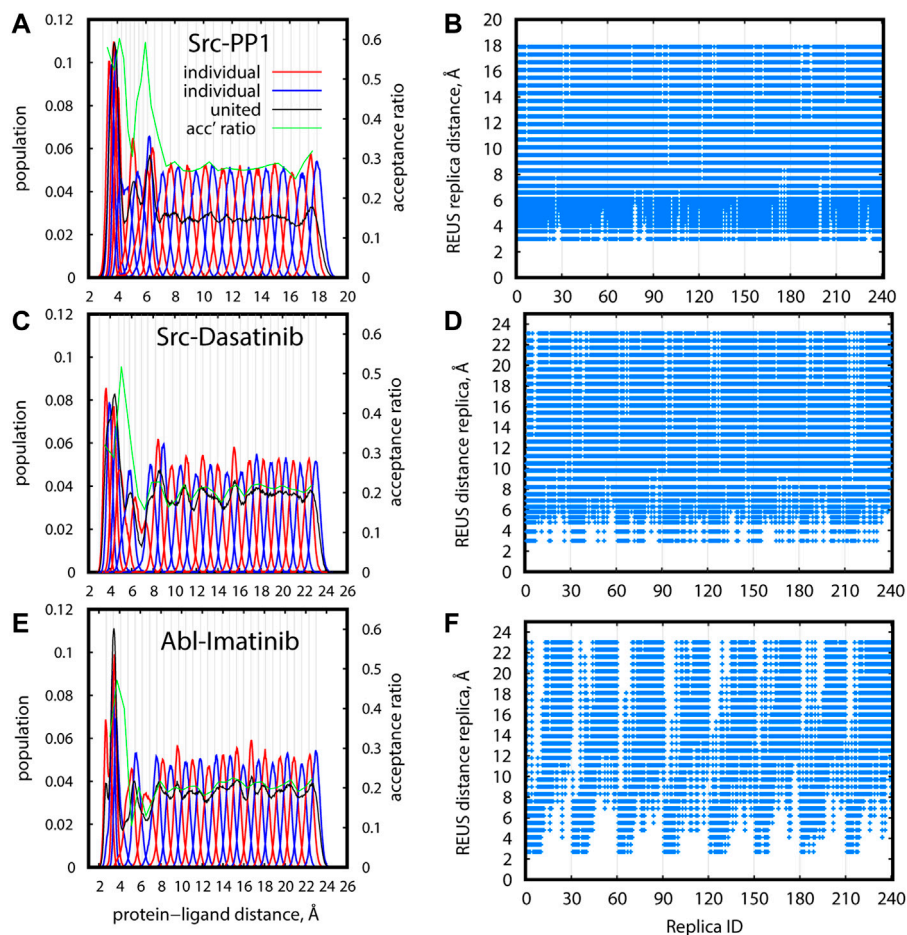 A
Src-PP1
individual
individual
united
acc' ratio
population
acceptance ratio
0.12
0.1
0.08
0.06
0.04
0.02
0
0.6
0.5
0.4
0.3
0.2
0.1
0
2 4 6 8 10 12 14 16 18 20
B
REUS replica distance, Å
20
18
16
14
12
10
8
6
4
2
0
0 30 60 90 120 150 180 210 240
C
Src-Dasatinib
population
acceptance ratio
0.12
0.1
0.08
0.06
0.04
0.02
0
0.6
0.5
0.4
0.3
0.2
0.1
0
2 4 6 8 10 12 14 16 18 20 22 24 26
D
REUS distance replica, Å
24
22
20
18
16
14
12
10
8
6
4
2
0
0 30 60 90 120 150 180 210 240
E
Abl-Imatinib
population
acceptance ratio
0.12
0.1
0.08
0.06
0.04
0.02
0
0.6
0.5
0.4
0.3
0.2
0.1
0
2 4 6 8 10 12 14 16 18 20 22 24 26
protein–ligand distance, Å
F
REUS distance replica, Å
24
22
20
18
16
14
12
10
8
6
4
2
0
0 30 60 90 120 150 180 210 240
Replica ID